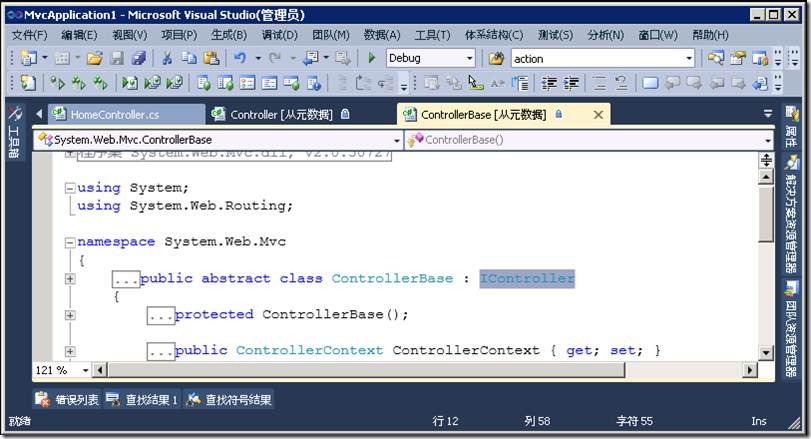 MvcApplication1 - Microsoft Visual Studio(管理员)
文件(F) 编辑(E) 视图(V) 项目(P) 生成(B) 调试(D) 团队(M) 数据(A) 工具(T) 体系结构(C) 测试(S) 分析(N) 窗口(W) 帮助(H)
Debug action
HomeController.cs Controller [从元数据] ControllerBase [从元数据]
System.Web.Mvc.ControllerBase ControllerBase()
程序集 System.Web.Mvc.dll, v2.0.50727
using System;
using System.Web.Routing;
namespace System.Web.Mvc
{
...public abstract class ControllerBase : IController
{
...protected ControllerBase();
...public ControllerContext ControllerContext { get; set; }
121 %
工具箱
属性
解决方案资源管理器
团队资源管理器
错误列表 查找结果 1 查找符号结果
就绪 行 12 列 58 字符 55 Ins